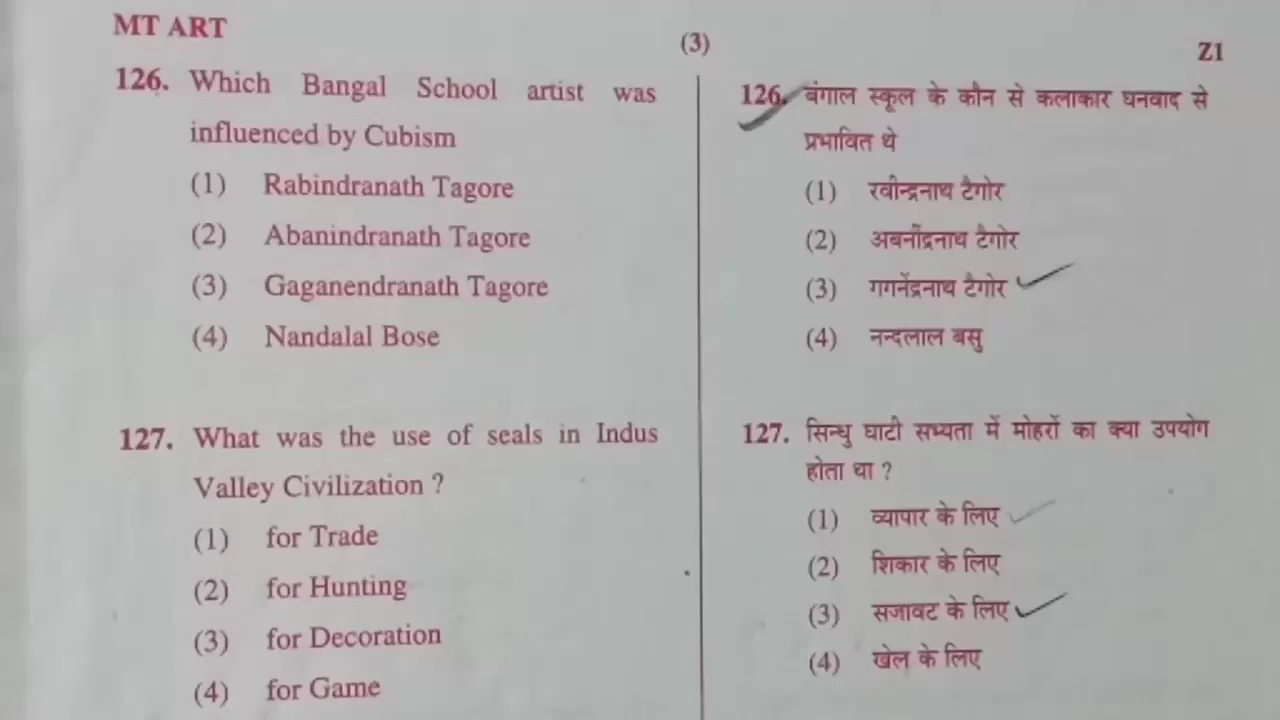 MT ART
(3)
Z1
126. Which Bangal School artist was
influenced by Cubism
(1) Rabindranath Tagore
(2) Abanindranath Tagore
(3) Gaganendranath Tagore
(4) Nandalal Bose
127. What was the use of seals in Indus
Valley Civilization ?
(1) for Trade
(2) for Hunting
(3) for Decoration
(4) for Game
126. बंगाल स्कूल के कौन से कलाकार घनवाद से
प्रभावित थे
(1) रवीन्द्रनाथ टैगोर
(2) अबनींद्रनाथ टैगोर
(3) गगनेंद्रनाथ टैगोर
(4) नन्दलाल बसु
127. सिन्धु घाटी सभ्यता में मोहरों का क्या उपयोग
होता था ?
(1) व्यापार के लिए
(2) शिकार के लिए
(3) सजावट के लिए
(4) खेल के लिए